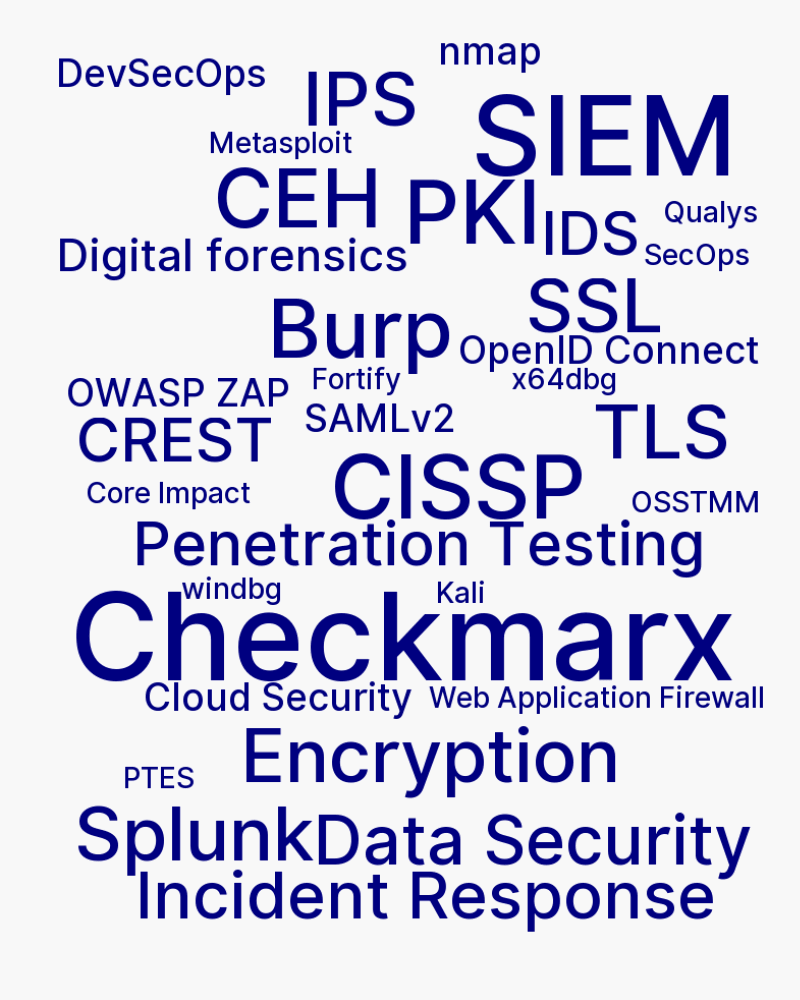 nmap
DevSecOps
IPS
SIEM
Metasploit
CEH
PKI
Qualys
IDS
Digital forensics
SecOps
SSL
Burp
OpenID Connect
Fortify
x64dbg
OWASP ZAP
SAMLv2
TLS
CREST
CISSP
Core Impact
OSSTMM
Penetration Testing
windbg
Kali
Checkmarx
Cloud Security
Web Application Firewall
Encryption
PTES
Splunk
Data Security
Incident Response